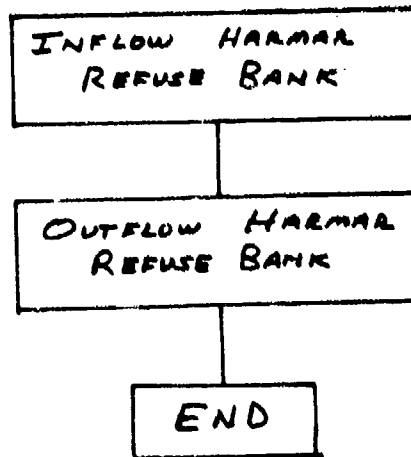 INFLOW HARMAR
REFUSE BANK
OUTFLOW HARMAR
REFUSE BANK
END